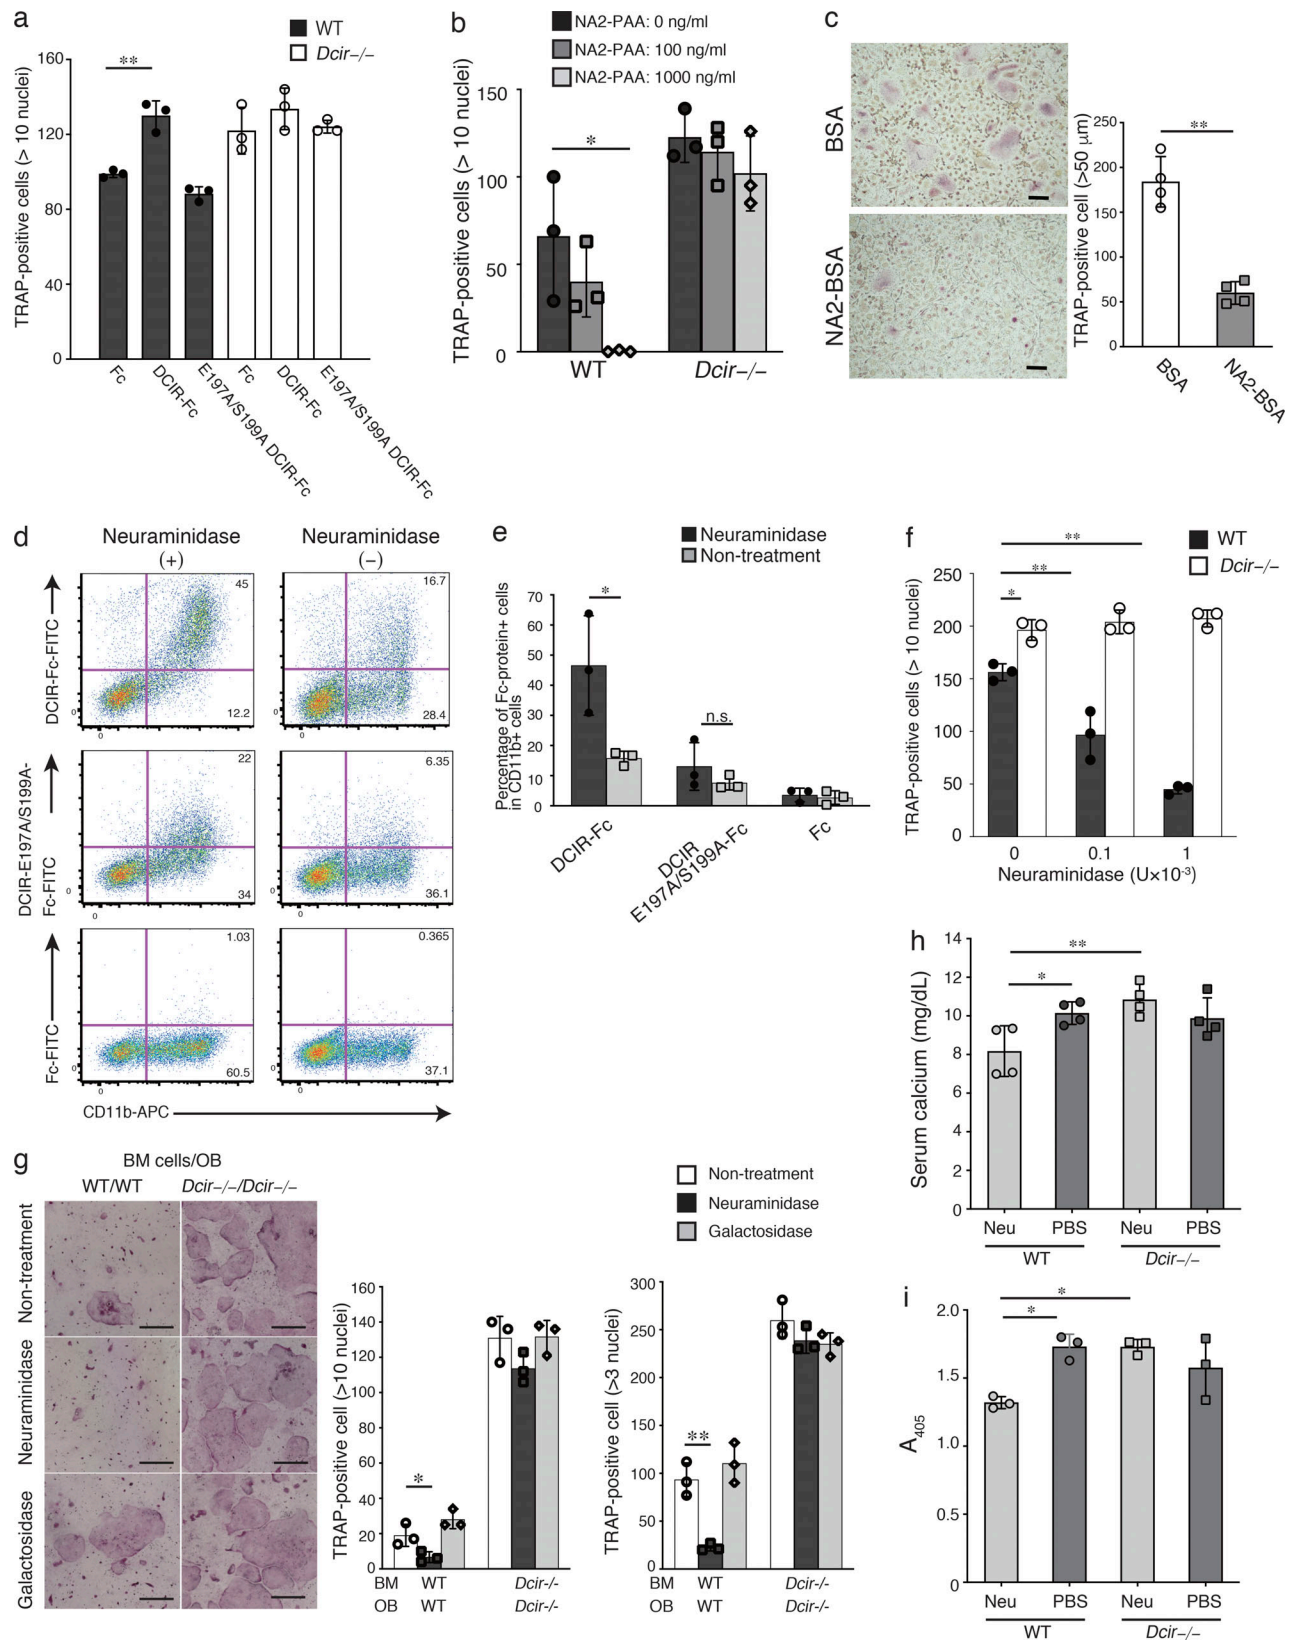 a
WT
Dcir−/−
TRAP-positive cells (> 10 nuclei)
160
120
80
40
0
**
Fc
DCIR-Fc
E197A/S199A DCIR-Fc
Fc
DCIR-Fc
E197A/S199A DCIR-Fc
b
NA2-PAA: 0 ng/ml
NA2-PAA: 100 ng/ml
NA2-PAA: 1000 ng/ml
TRAP-positive cells (> 10 nuclei)
150
100
50
0
*
WT
Dcir−/−
c
BSA
NA2-BSA
TRAP-positive cell (>50 μm)
250
200
150
100
50
0
**
BSA
NA2-BSA
d
Neuraminidase
(+)
Neuraminidase
(−)
DCIR-Fc-FITC
45
12.2
0
0
16.7
28.4
0
0
DCIR-E197A/S199A-
Fc-FITC
22
34
0
0
6.35
36.1
0
0
Fc-FITC
1.03
60.5
0
0
0.365
37.1
0
0
CD11b-APC
e
Neuraminidase
Non-treatment
Percentage of Fc-protein+ cells
in CD11b+ cells
70
60
50
40
30
20
10
0
*
n.s.
DCIR-Fc
DCIR
E197A/S199A-Fc
Fc
f
WT
Dcir−/−
TRAP-positive cells (> 10 nuclei)
250
200
150
100
50
0
**
**
*
0
0.1
1
Neuraminidase (U×10-3)
g
BM cells/OB
WT/WT
Dcir−/−/Dcir−/−
Non-treatment
Neuraminidase
Galactosidase
Non-treatment
Neuraminidase
Galactosidase
TRAP-positive cell (>10 nuclei)
160
140
120
100
80
60
40
20
0
*
BM WT Dcir-/-
OB WT Dcir-/-
TRAP-positive cell (>3 nuclei)
300
250
200
150
100
50
0
**
BM WT Dcir-/-
OB WT Dcir-/-
h
Serum calcium (mg/dL)
14
12
10
8
6
4
2
0
**
*
Neu PBS Neu PBS
WT Dcir−/−
i
A405
2.0
1.5
1.0
0.5
0
*
*
Neu PBS Neu PBS
WT Dcir−/−